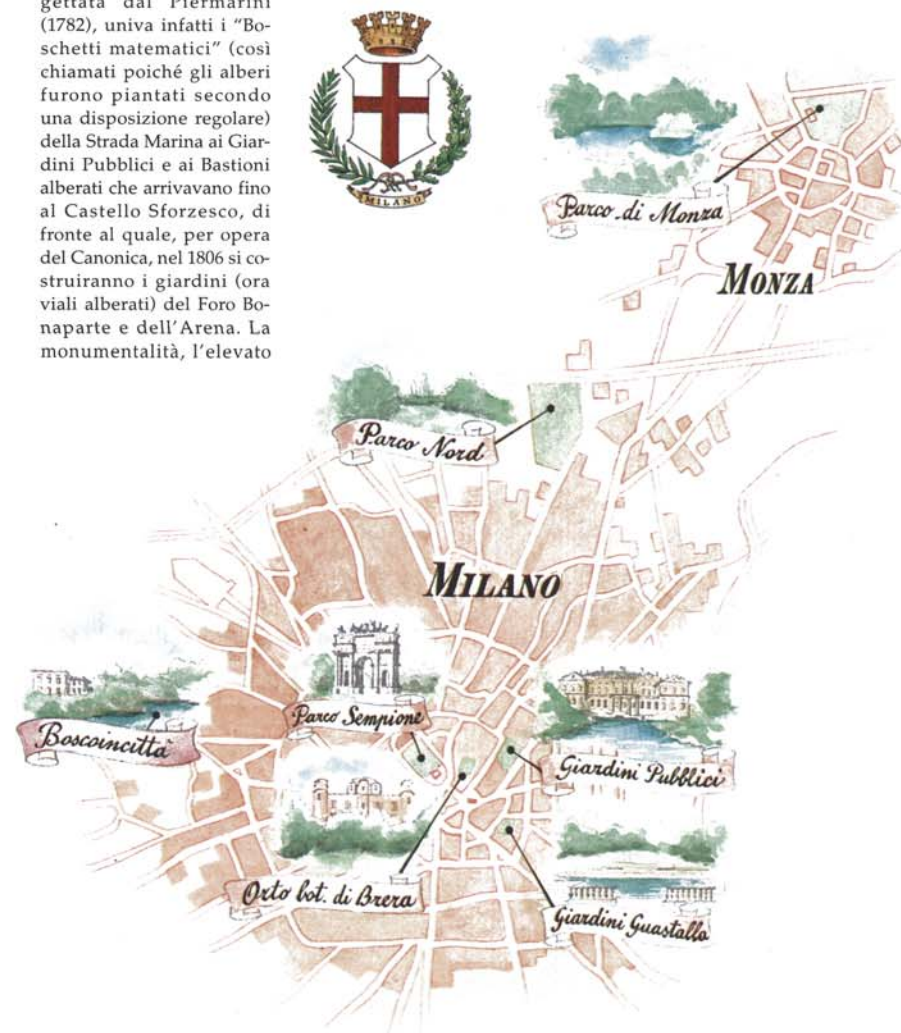 gettata dal Piermarini
(1782), univa infatti i “Bo-
schetti matematici” (così
chiamati poiché gli alberi
furono piantati secondo
una disposizione regolare)
della Strada Marina ai Giar-
dini Pubblici e ai Bastioni
alberati che arrivavano fino
al Castello Sforzesco, di
fronte al quale, per opera
del Canonica, nel 1806 si co-
struiranno i giardini (ora
viali alberati) del Foro Bo-
naparte e dell'Arena. La
monumentalità, l'elevato
MILANO
Parco di Monza
MONZA
Parco Nord
MILANO
Parco Sempione
Boscoincittà
Giardini Pubblici
Orto bot. di Brera
Giardini Guastalla